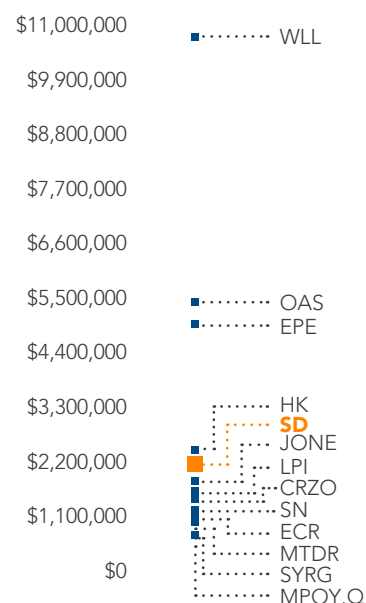 $11,000,000
WLL
$9,900,000
$8,800,000
$7,700,000
$6,600,000
$5,500,000
OAS
EPE
$4,400,000
$3,300,000
HK
SD
JONE
$2,200,000
LPI
CRZO
SN
$1,100,000
ECR
MTDR
$0
SYRG
MPOY.Q